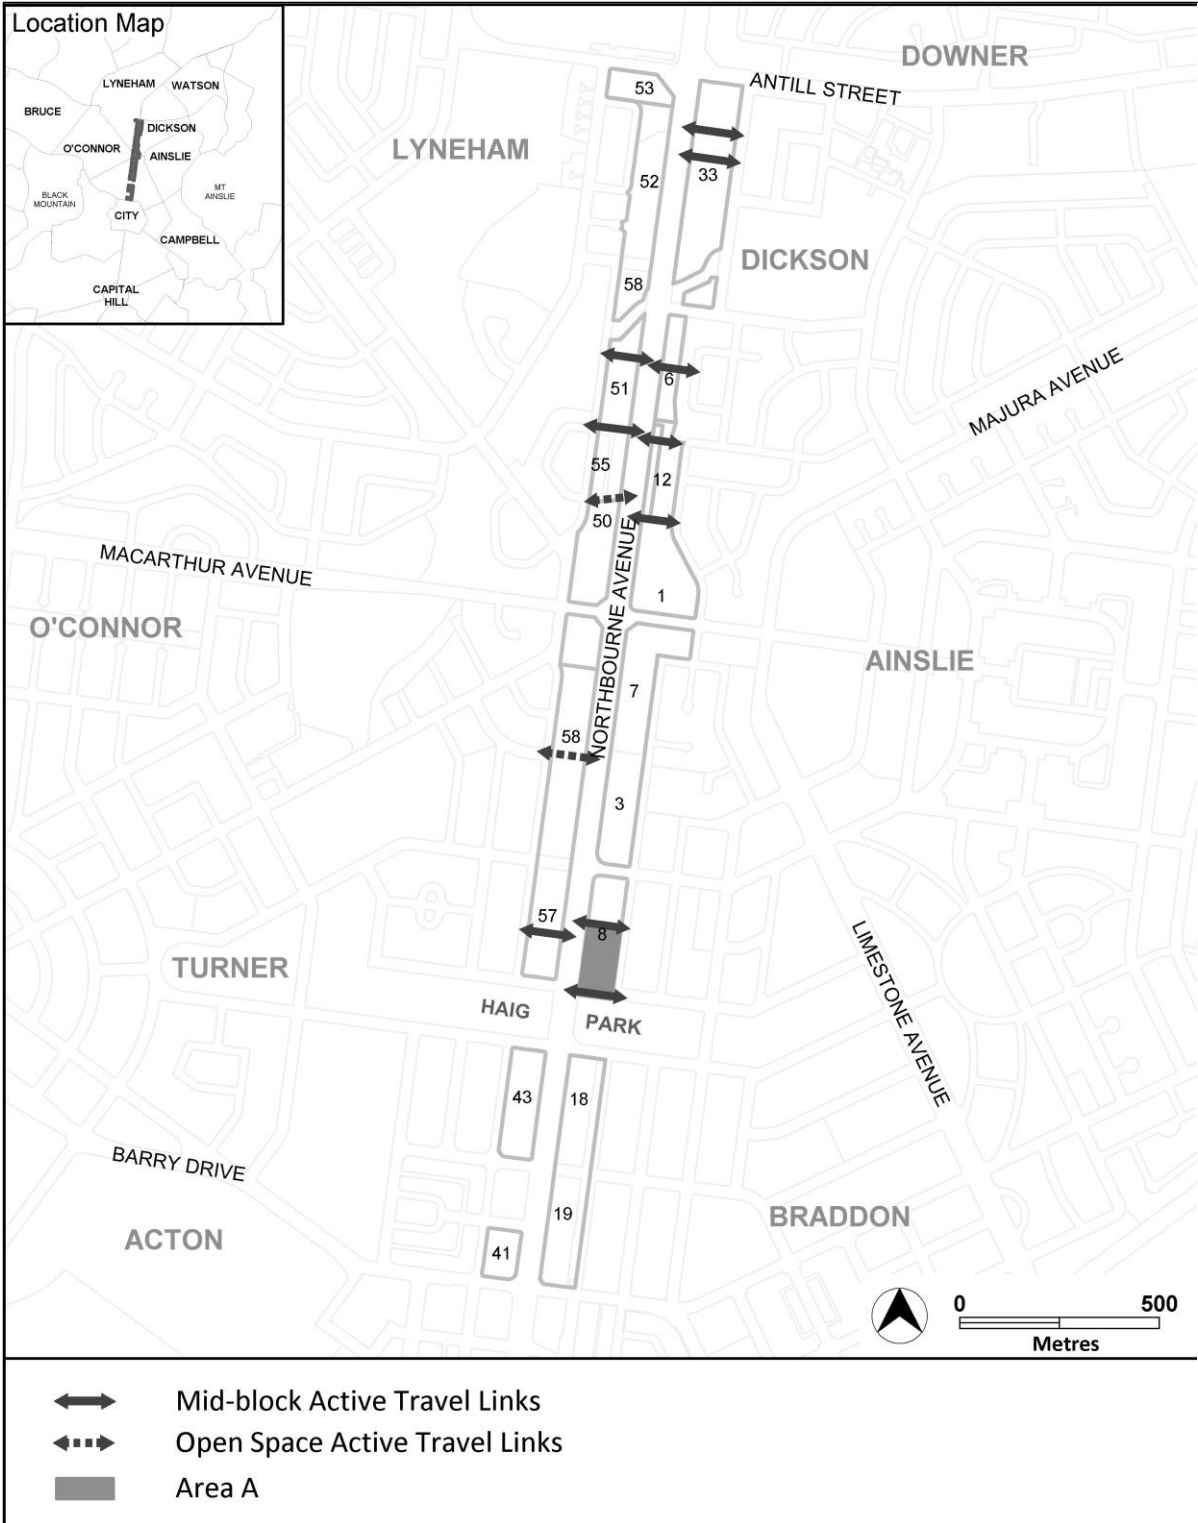 Location Map
LYNEHAM
WATSON
BRUCE
DICKSON
O'CONNOR
AINSLIE
BLACK
MOUNTAIN
MT
AINSLIE
CITY
CAMPBELL
CAPITAL
HILL
DOWNER
ANTILL STREET
53
LYNEHAM
52
33
DICKSON
58
MAJURA AVENUE
51
6
55
12
50
NORTHBOURNE AVENUE
MACARTHUR AVENUE
1
O'CONNOR
AINSLIE
7
58
3
57
8
LIMESTONE AVENUE
TURNER
HAIG
PARK
43
18
BARRY DRIVE
19
BRADDON
ACTON
41
0
500
Metres
Mid-block Active Travel Links
Open Space Active Travel Links
Area A